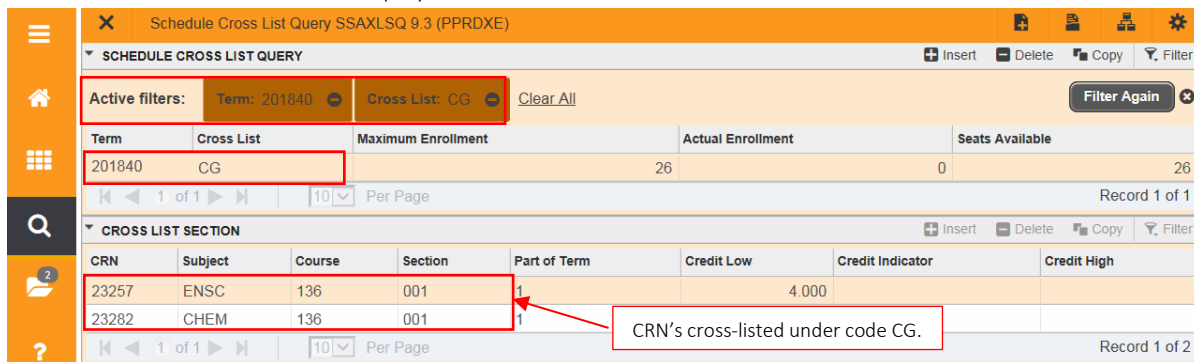 Schedule Cross List Query SSAXLSQ 9.3 (PPRDXE)
SCHEDULE CROSS LIST QUERY Insert Delete Copy Filter
Active filters: Term: 201840 Cross List: CG Clear All Filter Again
Term Cross List Maximum Enrollment Actual Enrollment Seats Available
201840 CG 26 0 26
1 of 1 10 Per Page Record 1 of 1
CROSS LIST SECTION Insert Delete Copy Filter
CRN Subject Course Section Part of Term Credit Low Credit Indicator Credit High
23257 ENSC 136 001 1 4.000
23282 CHEM 136 001 1
CRN's cross-listed under code CG.
2
1 of 1 10 Per Page Record 1 of 2
?